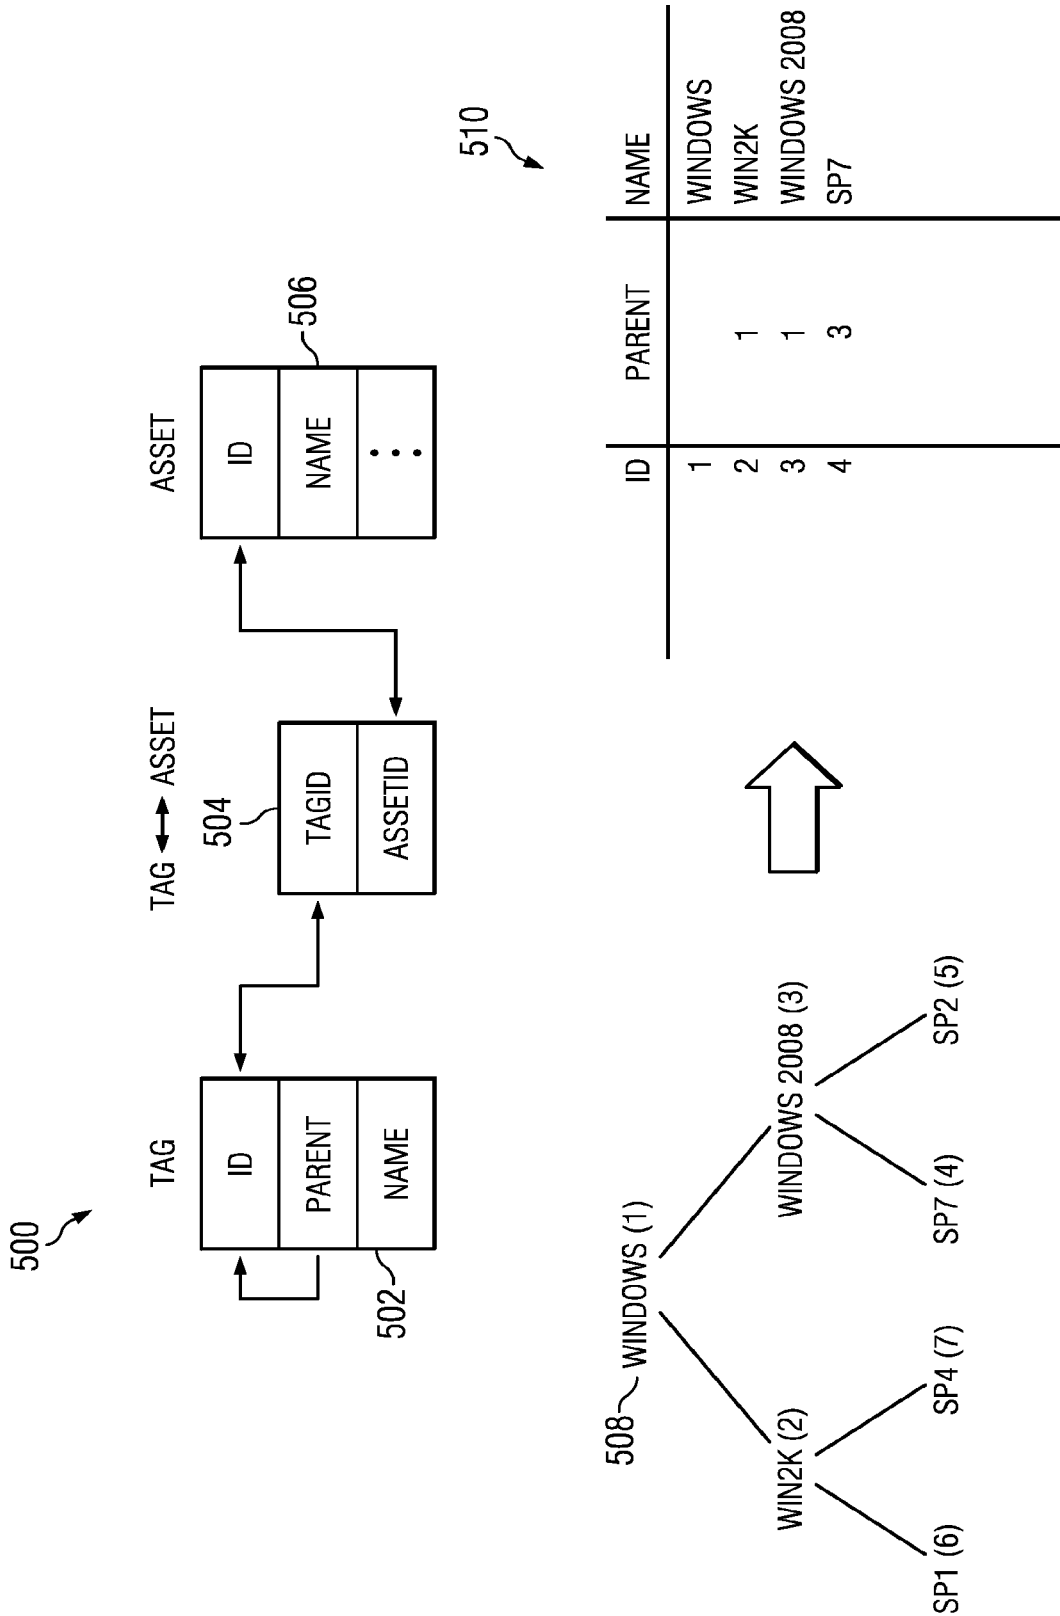 500
TAG
TAG ↔ ASSET
ASSET
ID
PARENT
NAME
502
504
TAGID
ASSETID
ID
NAME
506
510
508
WINDOWS (1)
WIN2K (2)
WINDOWS 2008 (3)
SP1 (6)
SP4 (7)
SP7 (4)
SP2 (5)
ID PARENT NAME
1 WINDOWS
2 1 WIN2K
3 1 WINDOWS 2008
4 3 SP7